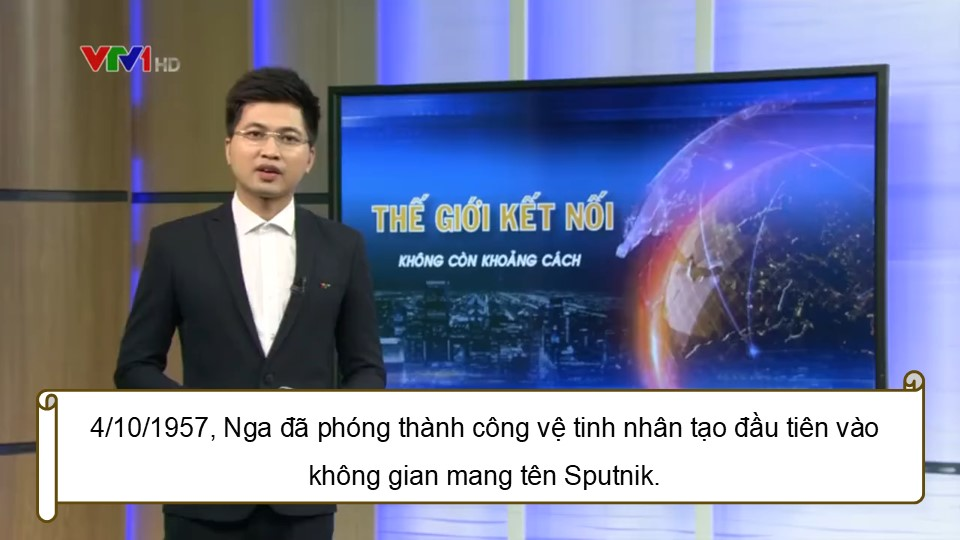 VTV1 HD
THẾ GIỚI KẾT NỐI
KHÔNG CÒN KHOẢNG CÁCH
4/10/1957, Nga đã phóng thành công vệ tinh nhân tạo đầu tiên vào
không gian mang tên Sputnik.